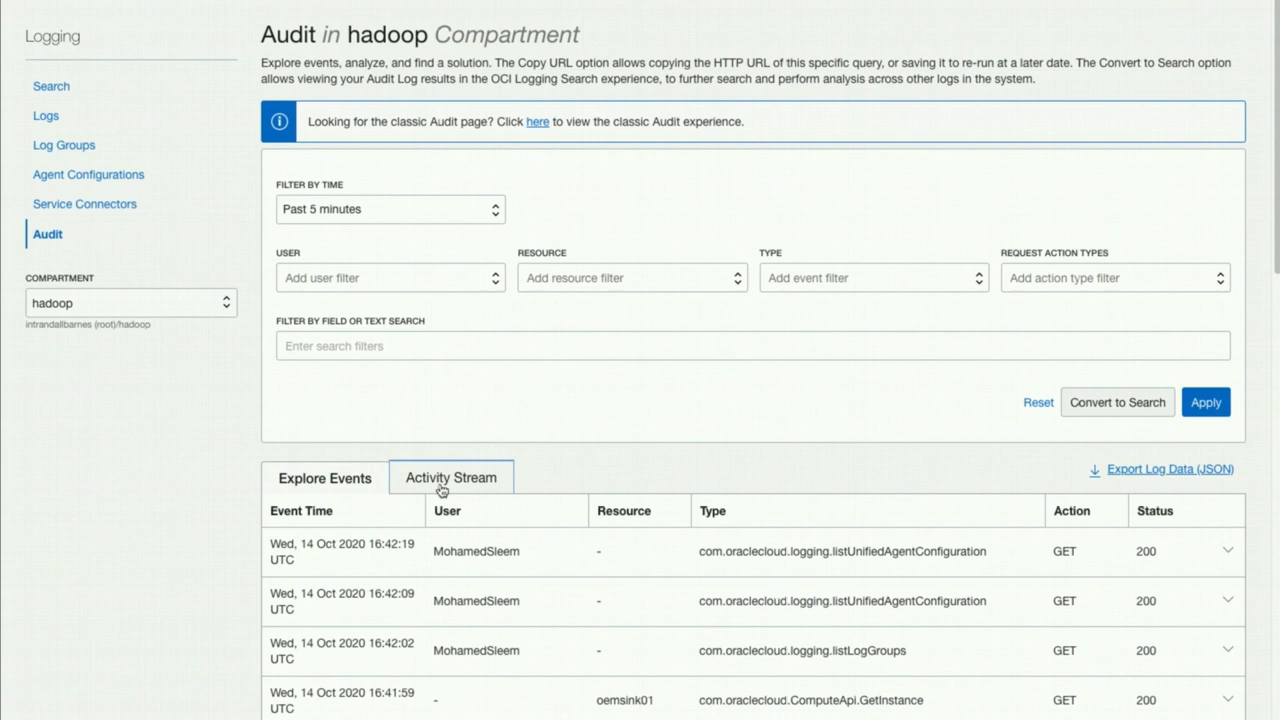 Logging
Search
Logs
Log Groups
Agent Configurations
Service Connectors
Audit
COMPARTMENT
hadoop
intrandallbarnes (root)/hadoop
Audit in hadoop Compartment
Explore events, analyze, and find a solution. The Copy URL option allows copying the HTTP URL of this specific query, or saving it to re-run at a later date. The Convert to Search option
allows viewing your Audit Log results in the OCI Logging Search experience, to further search and perform analysis across other logs in the system.
Looking for the classic Audit page? Click here to view the classic Audit experience.
FILTER BY TIME
Past 5 minutes
USER RESOURCE TYPE REQUEST ACTION TYPES
Add user filter Add resource filter Add event filter Add action type filter
FILTER BY FIELD OR TEXT SEARCH
Enter search filters
Reset Convert to Search Apply
Explore Events Activity Stream Export Log Data (JSON)
Event Time User Resource Type Action Status
Wed, 14 Oct 2020 16:42:19
UTC
MohamedSleem - com.oraclecloud.logging.listUnifiedAgentConfiguration GET 200
Wed, 14 Oct 2020 16:42:09
UTC
MohamedSleem - com.oraclecloud.logging.listUnifiedAgentConfiguration GET 200
Wed, 14 Oct 2020 16:42:02
UTC
MohamedSleem - com.oraclecloud.logging.listLogGroups GET 200
Wed, 14 Oct 2020 16:41:59
UTC
- oemsink01 com.oraclecloud.ComputeApi.GetInstance GET 200